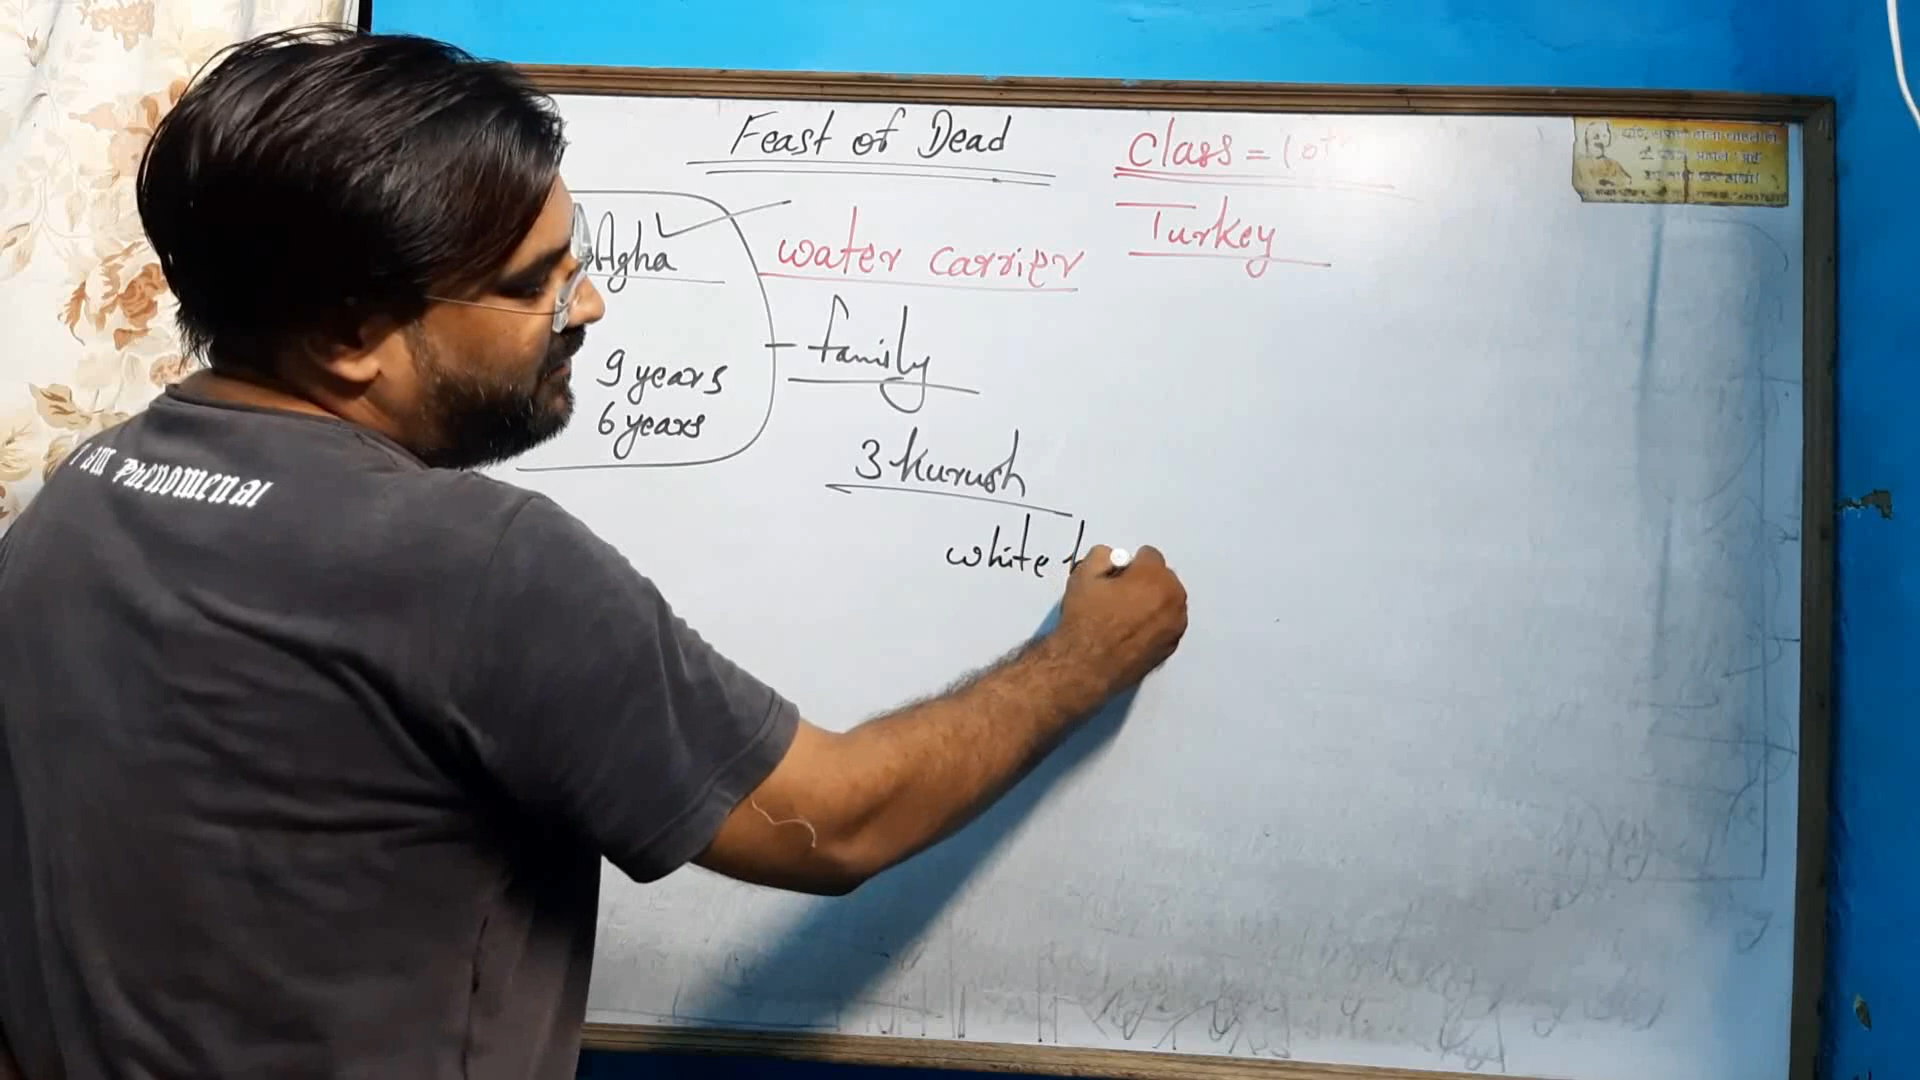 Feast of Dead
Class = 10th
Turkey
Agha
water carrier
family
9 years
6 years
3 Kurush
white
I am Phenomenal